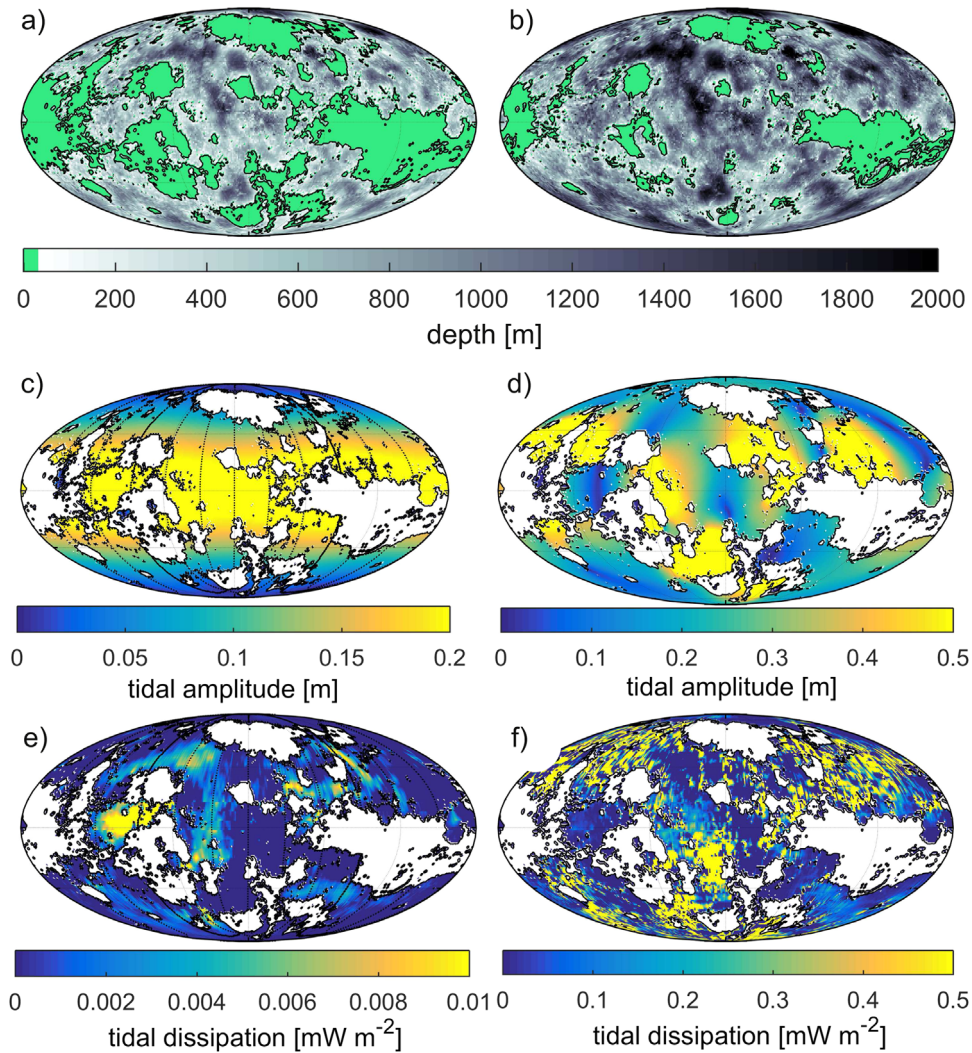 a) b)
0 200 400 600 800 1000 1200 1400 1600 1800 2000
depth [m]
c) d)
0 0.05 0.1 0.15 0.2 0 0.1 0.2 0.3 0.4 0.5
tidal amplitude [m] tidal amplitude [m]
e) f)
0 0.002 0.004 0.006 0.008 0.010 0 0.1 0.2 0.3 0.4 0.5
tidal dissipation [mW m⁻²] tidal dissipation [mW m⁻²]